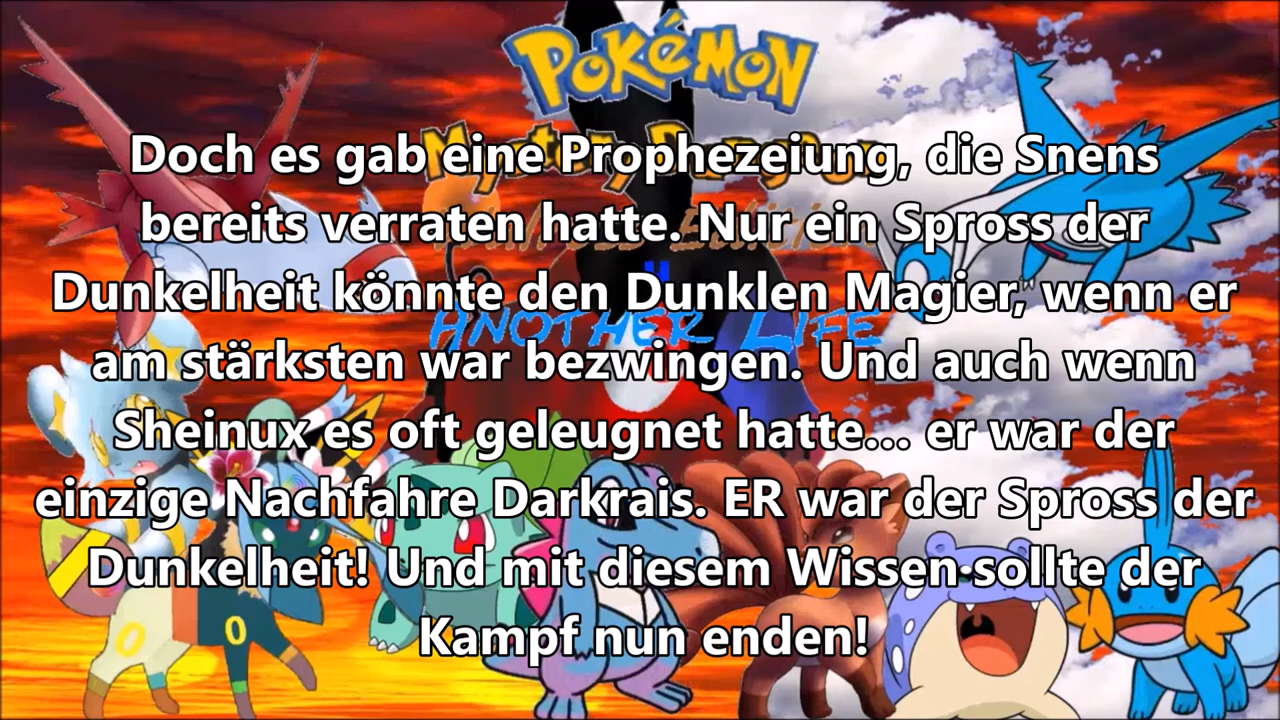 POKÉMON
Doch es gab eine Prophezeiung, die Snens
bereits verraten hatte. Nur ein Spross der
Dunkelheit könnte den Dunklen Magier, wenn er
ANOTHER LIFE
am stärksten war bezwingen. Und auch wenn
Sheinux es oft geleugnet hatte... er war der
einzige Nachfahre Darkrais. ER war der Spross der
Dunkelheit! Und mit diesem Wissen sollte der
Kampf nun enden!